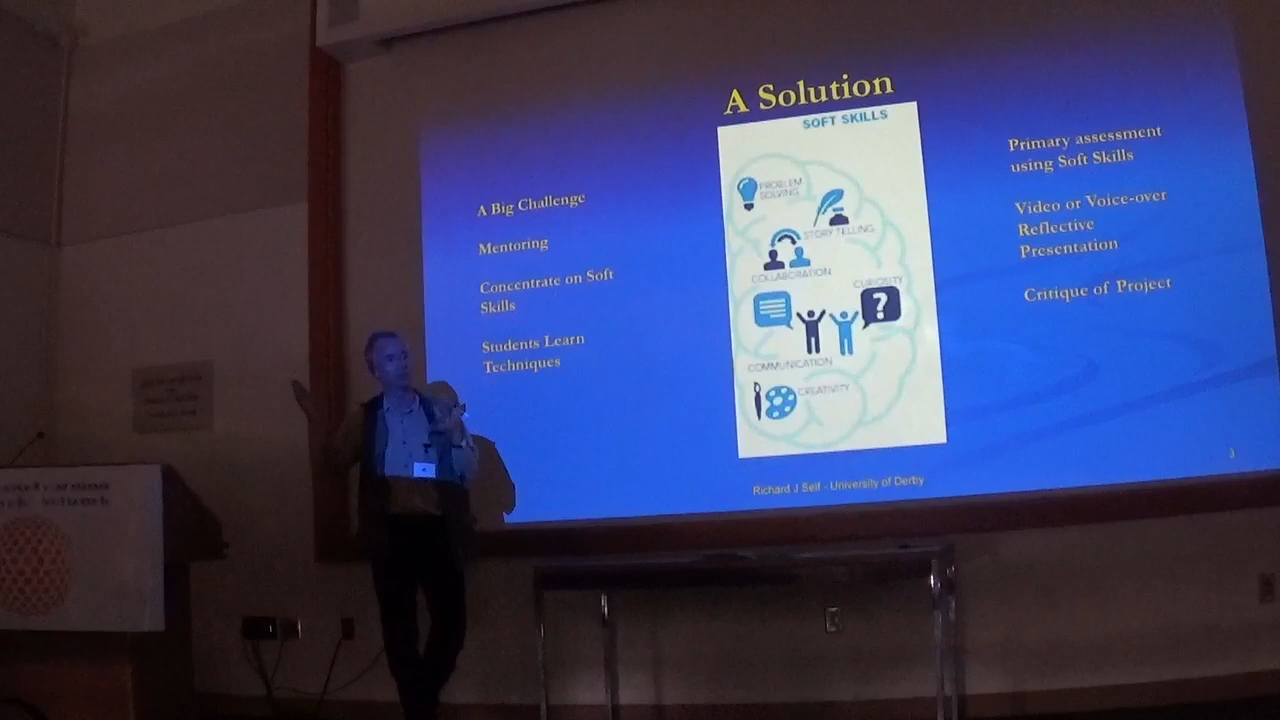 A Solution
A Big Challenge
Mentoring
Concentrate on Soft
Skills
Students Learn
Techniques
SOFT SKILLS
PROBLEM
SOLVING
STORY TELLING
COLLABORATION
CURIOSITY
?
COMMUNICATION
CREATIVITY
Primary assessment
using Soft Skills
Video or Voice-over
Reflective
Presentation
Critique of Project
Richard J Self - University of Derby
3